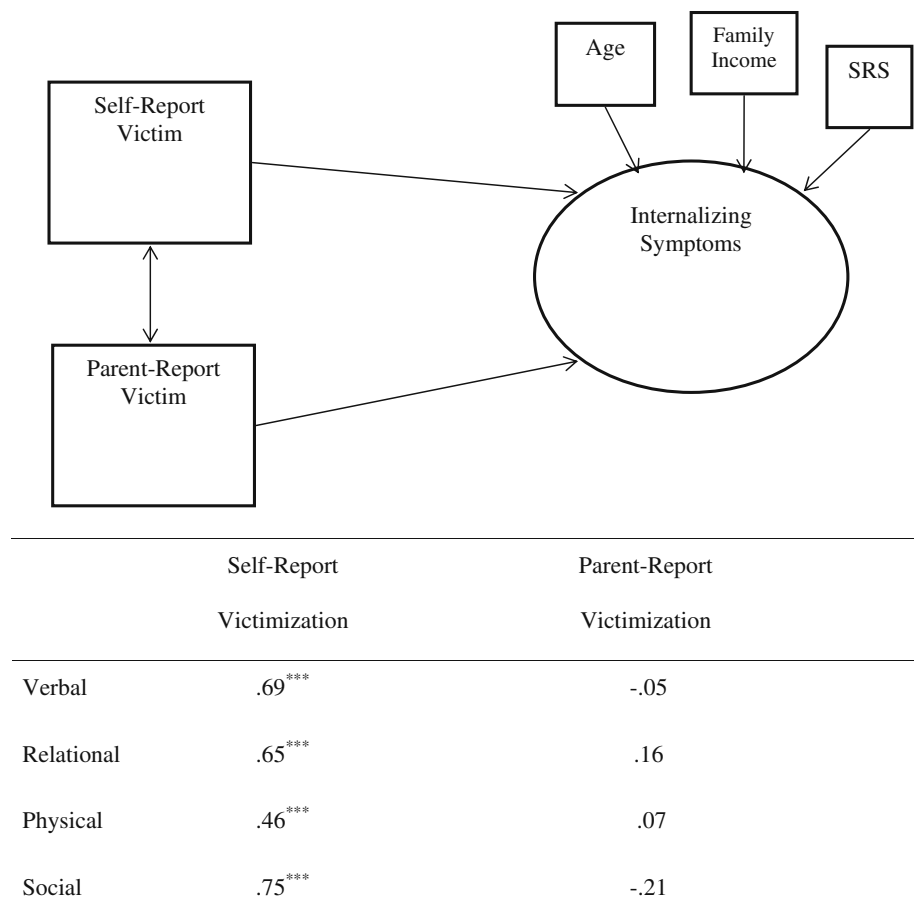 Age
Family
Income
SRS
Self-Report
Victim
Internalizing
Symptoms
Parent-Report
Victim
Self-Report Parent-Report
Victimization Victimization
Verbal .69*** -.05
Relational .65*** .16
Physical .46*** .07
Social .75*** -.21